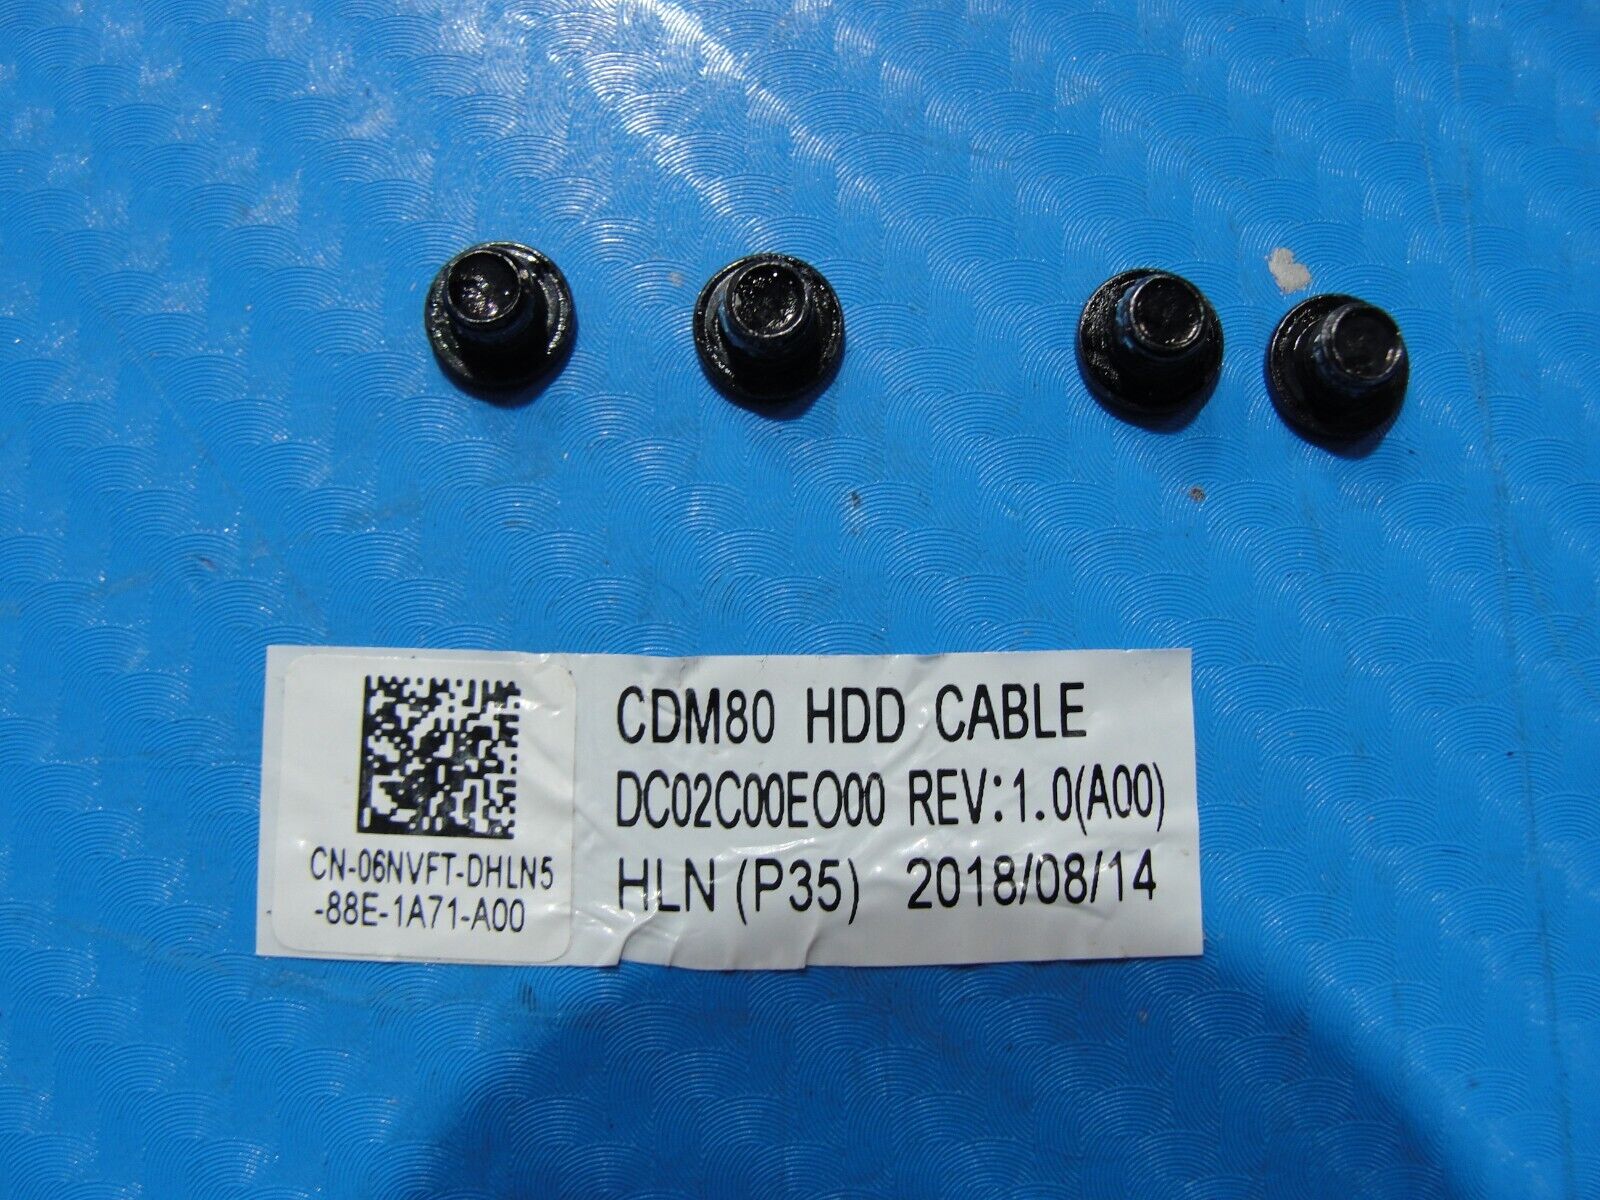 CDM80 HDD CABLE
DC02C00EO00 REV:1.0(A00)
HLN (P35) 2018/08/14
CN-06NVFT-DHLN5
-88E-1A71-A00